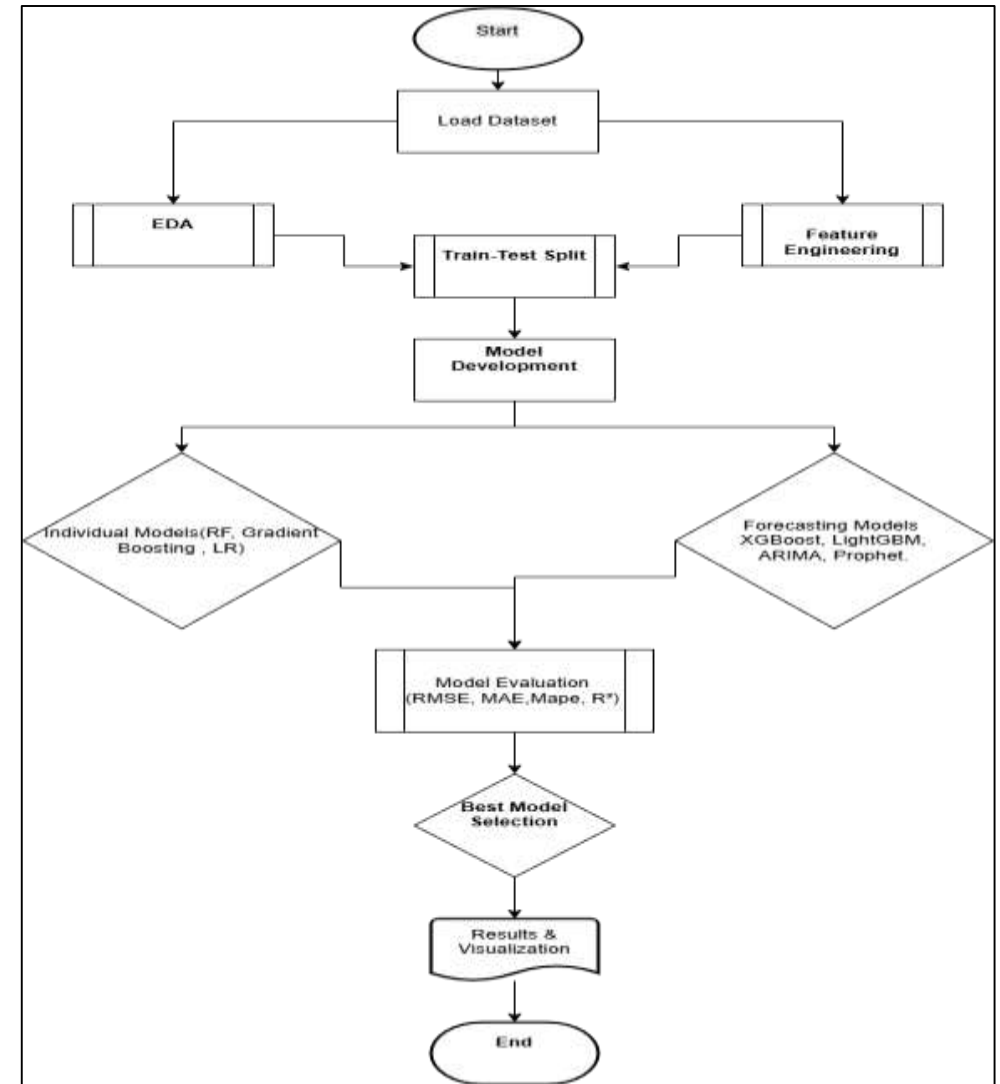 Start
Load Dataset
EDA
Feature
Engineering
Train-Test Split
Model
Development
Individual Models(RF, Gradient
Boosting , LR)
Forecasting Models
XGBoost, LightGBM,
ARIMA, Prophet.
Model Evaluation
(RMSE, MAE,Mape, R*)
Best Model
Selection
Results &
Visualization
End